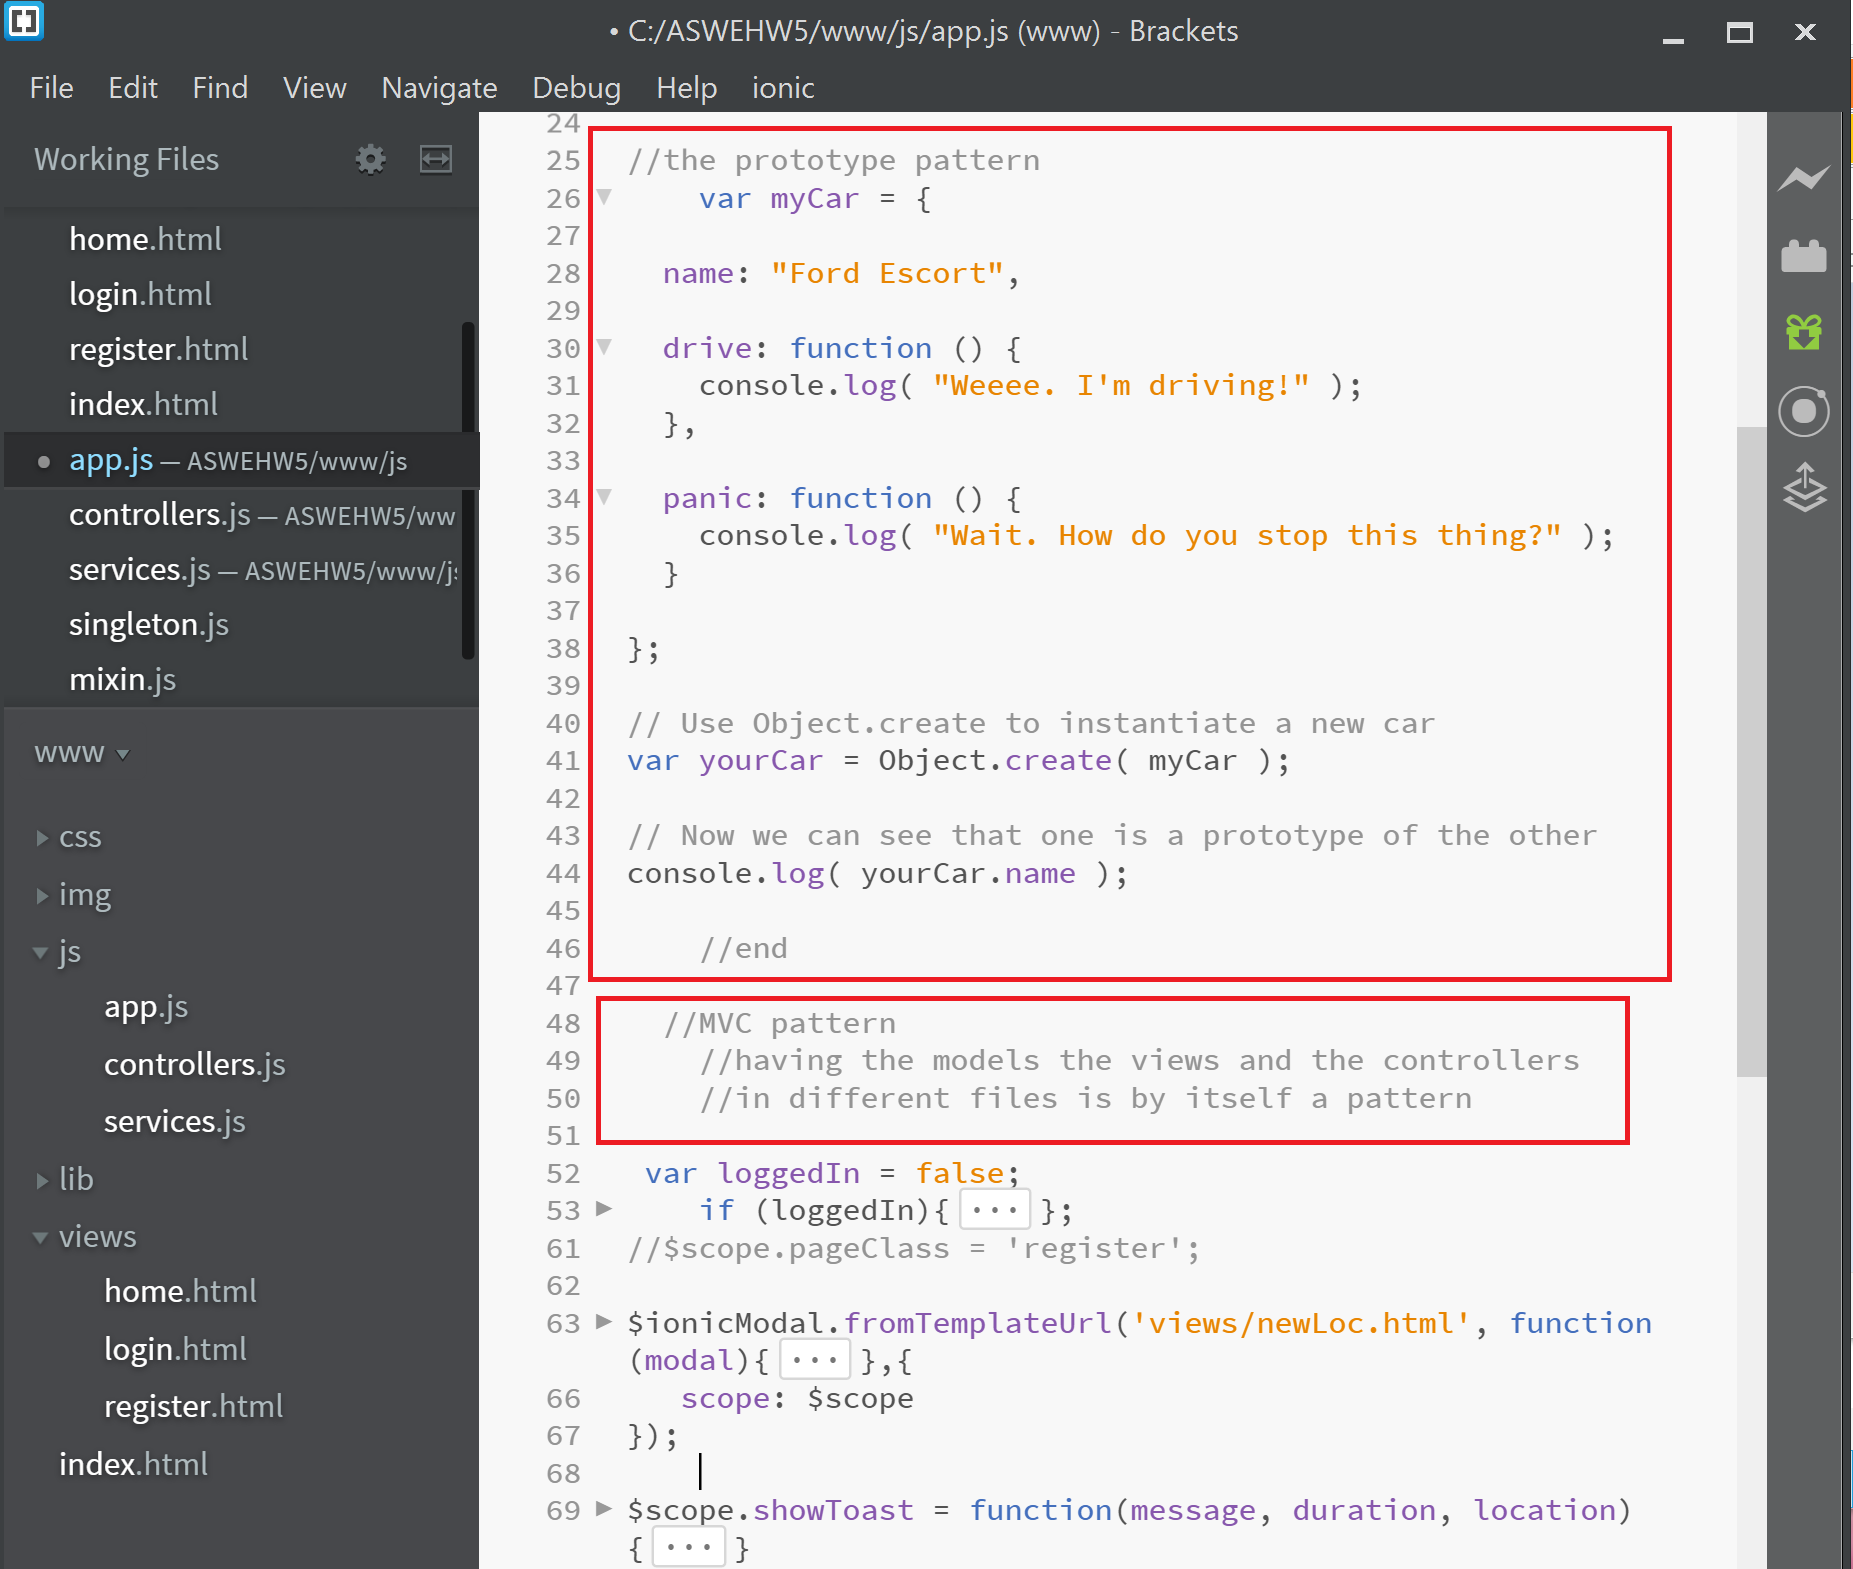 • C:/ASWEHW5/www/js/app.js (www) - Brackets
File Edit Find View Navigate Debug Help ionic
Working Files
home.html
login.html
register.html
index.html
app.js — ASWEHW5/www/js
controllers.js — ASWEHW5/ww
services.js — ASWEHW5/www/js
singleton.js
mixin.js
www
css
img
js
app.js
controllers.js
services.js
lib
views
home.html
login.html
register.html
index.html
24
25 //the prototype pattern
26 var myCar = {
27
28 name: "Ford Escort",
29
30 drive: function () {
31 console.log( "Weeee. I'm driving!" );
32 },
33
34 panic: function () {
35 console.log( "Wait. How do you stop this thing?" );
36 }
37
38 };
39
40 // Use Object.create to instantiate a new car
41 var yourCar = Object.create( myCar );
42
43 // Now we can see that one is a prototype of the other
44 console.log( yourCar.name );
45
46 //end
47
48 //MVC pattern
49 //having the models the views and the controllers
50 //in different files is by itself a pattern
51
52 var loggedIn = false;
53 if (loggedIn){ ... };
61 //$scope.pageClass = 'register';
62
63 $ionicModal.fromTemplateUrl('views/newLoc.html', function
(modal){ ... },{
66 scope: $scope
67 });
68
69 $scope.showToast = function(message, duration, location)
{ ... }